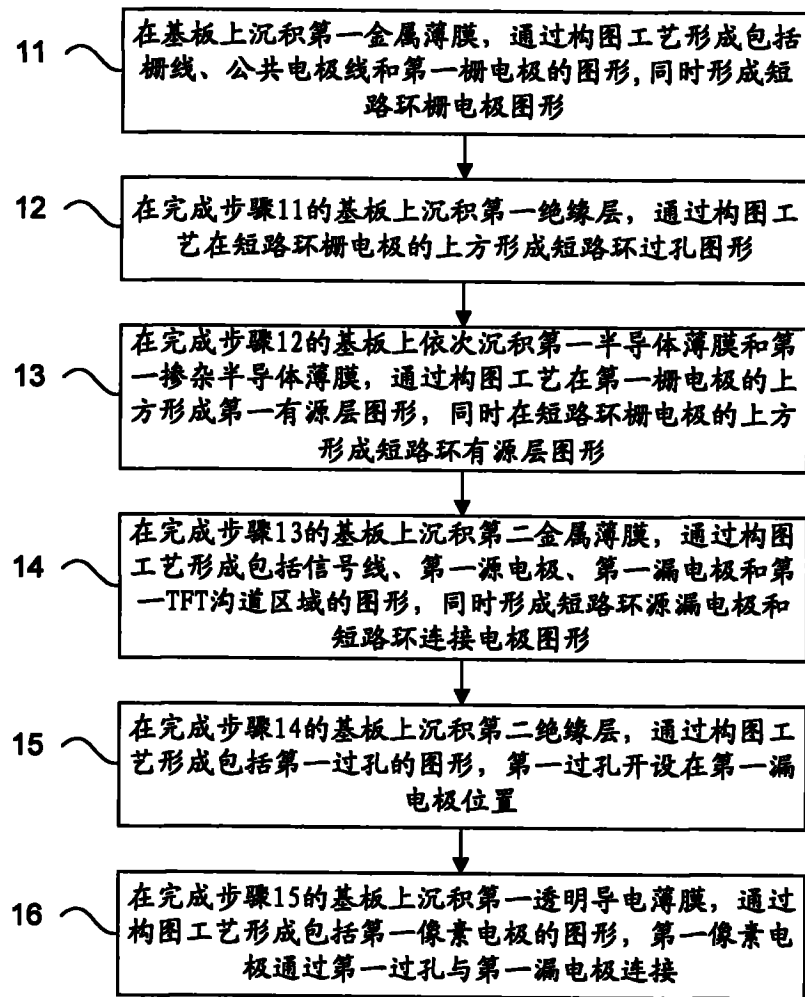 11
在基板上沉积第一金属薄膜，通过构图工艺形成包括
栅线、公共电极线和第一栅电极的图形,同时形成短
路环栅电极图形
12
在完成步骤11的基板上沉积第一绝缘层，通过构图工
艺在短路环栅电极的上方形成短路环过孔图形
13
在完成步骤12的基板上依次沉积第一半导体薄膜和第
一掺杂半导体薄膜，通过构图工艺在第一栅电极的上
方形成第一有源层图形，同时在短路环栅电极的上方
形成短路环有源层图形
14
在完成步骤13的基板上沉积第二金属薄膜，通过构图
工艺形成包括信号线、第一源电极、第一漏电极和第
一TFT沟道区域的图形，同时形成短路环源漏电极和
短路环连接电极图形
15
在完成步骤14的基板上沉积第二绝缘层，通过构图工
艺形成包括第一过孔的图形，第一过孔开设在第一漏
电极位置
16
在完成步骤15的基板上沉积第一透明导电薄膜，通过
构图工艺形成包括第一像素电极的图形，第一像素电
极通过第一过孔与第一漏电极连接